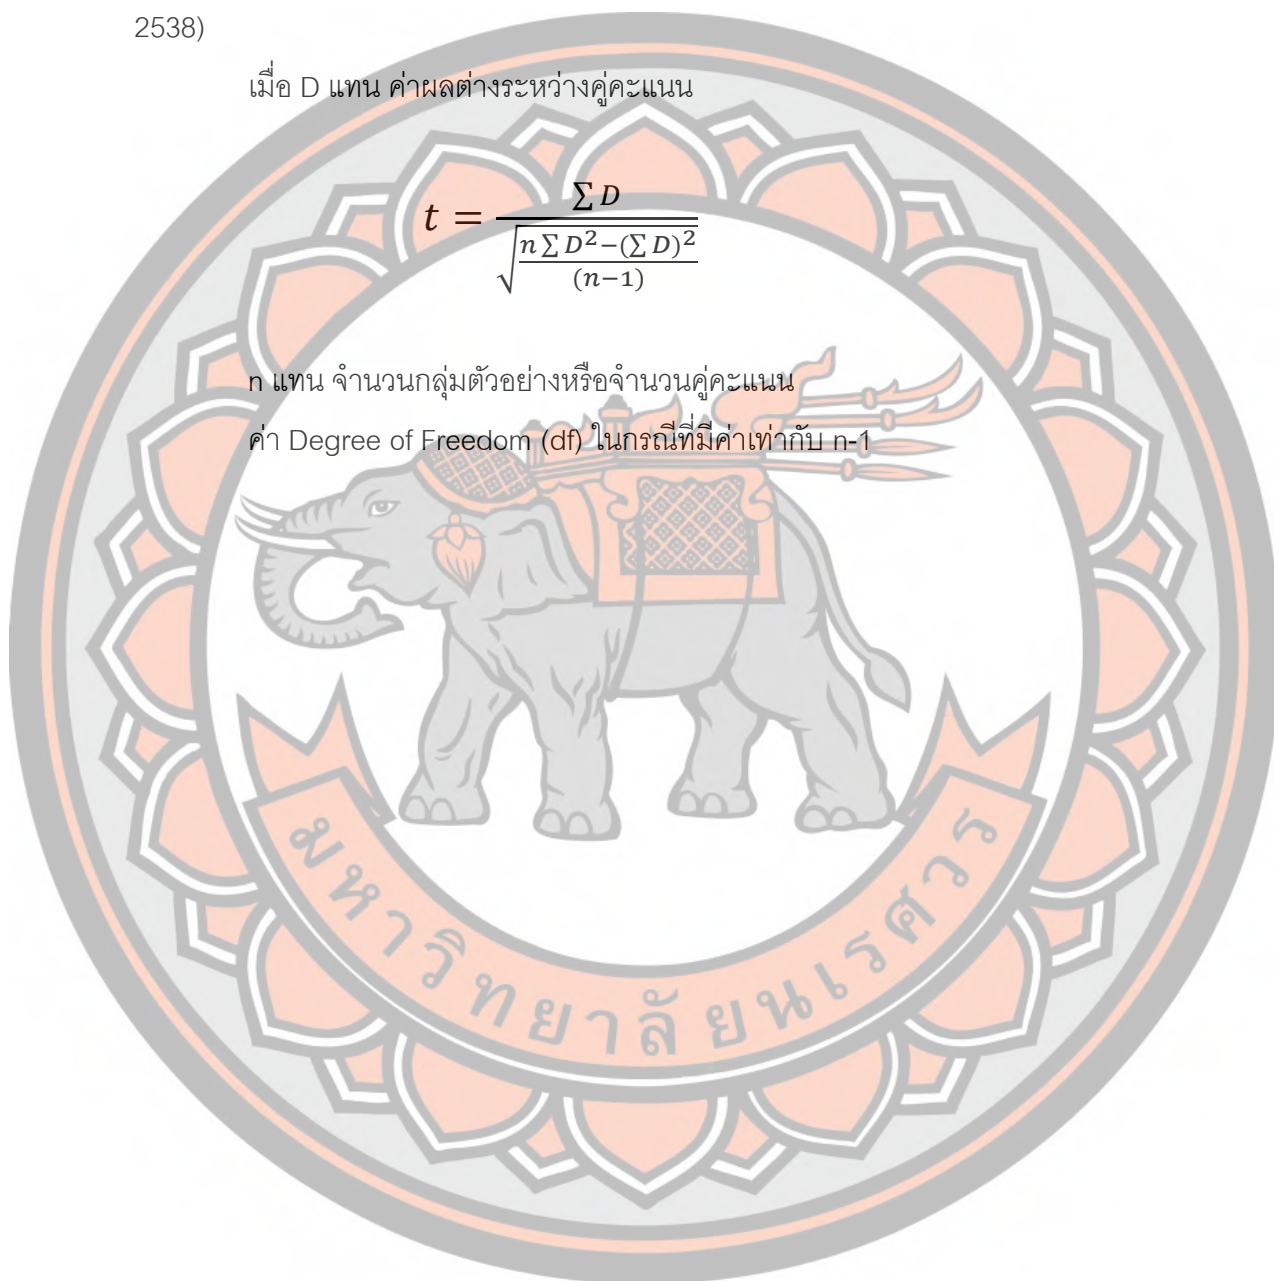 2538)
เมื่อ D แทน ค่าผลต่างระหว่างคู่คะแนน
t = ∑ D / √((n ∑ D² − (∑ D)²) / (n−1))
n แทน จำนวนกลุ่มตัวอย่างหรือจำนวนคู่คะแนน
ค่า Degree of Freedom (df) ในกรณีที่มีค่าเท่ากับ n-1
มหาวิทยาลัยนเรศวร